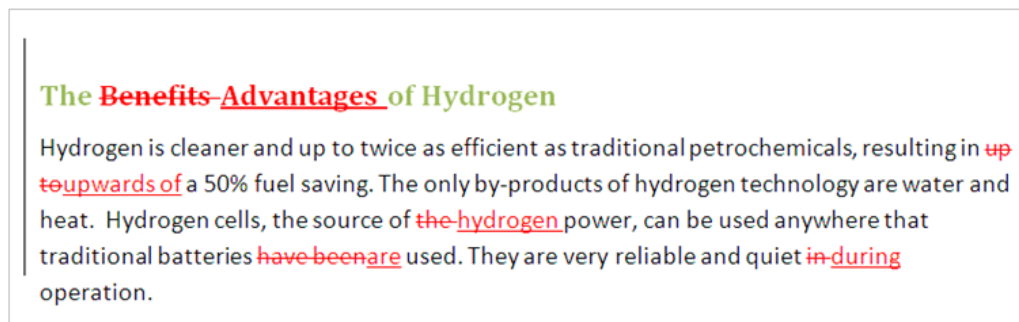 The Benefits Advantages of Hydrogen
Hydrogen is cleaner and up to twice as efficient as traditional petrochemicals, resulting in up
toupwards of a 50% fuel saving. The only by-products of hydrogen technology are water and
heat.  Hydrogen cells, the source of the hydrogen power, can be used anywhere that
traditional batteries have beenare used. They are very reliable and quiet in during
operation.